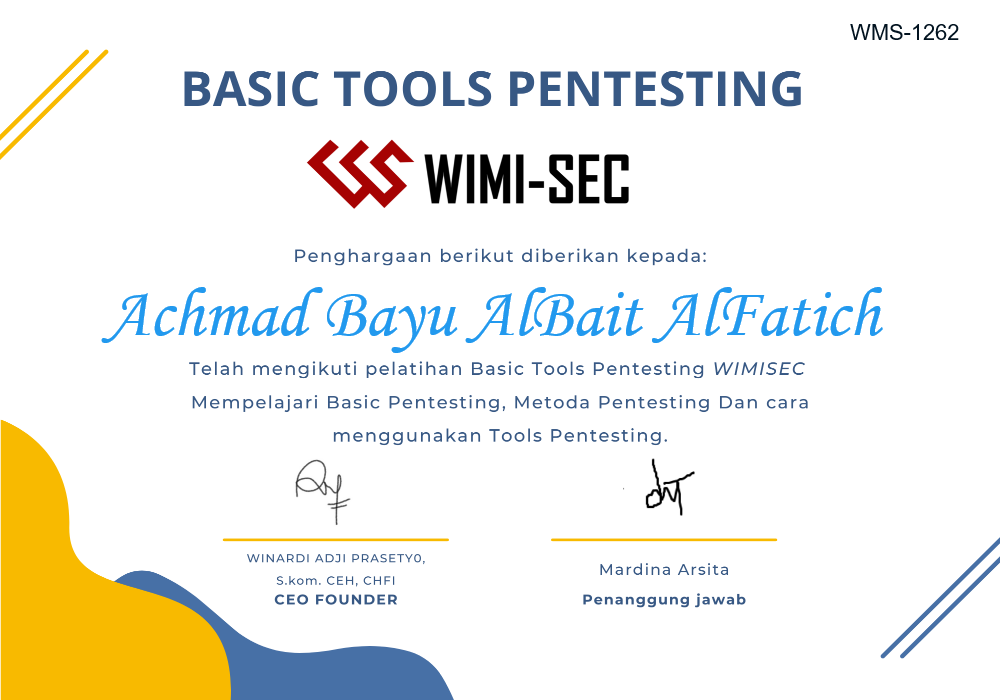 WMS-1262
BASIC TOOLS PENTESTING
WIMI-SEC
Penghargaan berikut diberikan kepada:
Achmad Bayu AlBait AlFatich
Telah mengikuti pelatihan Basic Tools Pentesting WIMISEC
Mempelajari Basic Pentesting, Metoda Pentesting Dan cara
menggunakan Tools Pentesting.
WINARDI ADJI PRASETY0,
S.kom. CEH, CHFI
CEO FOUNDER
Mardina Arsita
Penanggung jawab